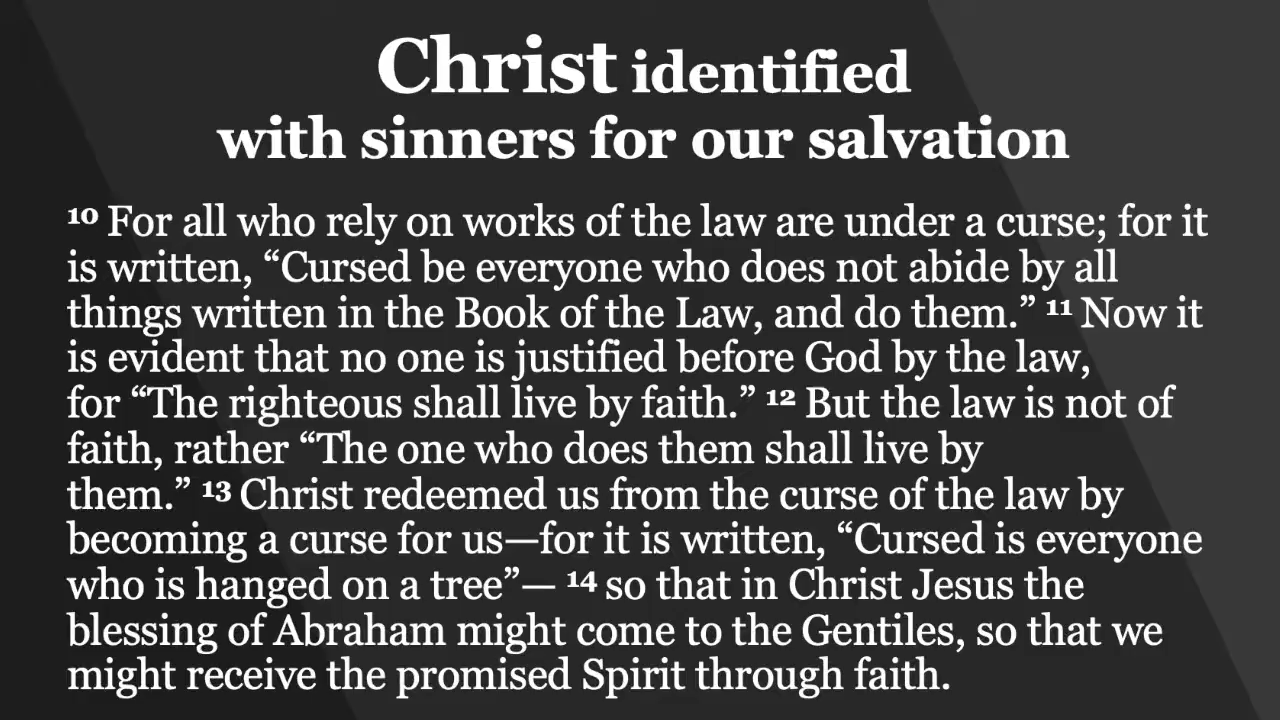 Christ identified
with sinners for our salvation
¹⁰ For all who rely on works of the law are under a curse; for it
is written, “Cursed be everyone who does not abide by all
things written in the Book of the Law, and do them.” ¹¹ Now it
is evident that no one is justified before God by the law,
for “The righteous shall live by faith.” ¹² But the law is not of
faith, rather “The one who does them shall live by
them.” ¹³ Christ redeemed us from the curse of the law by
becoming a curse for us—for it is written, “Cursed is everyone
who is hanged on a tree”— ¹⁴ so that in Christ Jesus the
blessing of Abraham might come to the Gentiles, so that we
might receive the promised Spirit through faith.